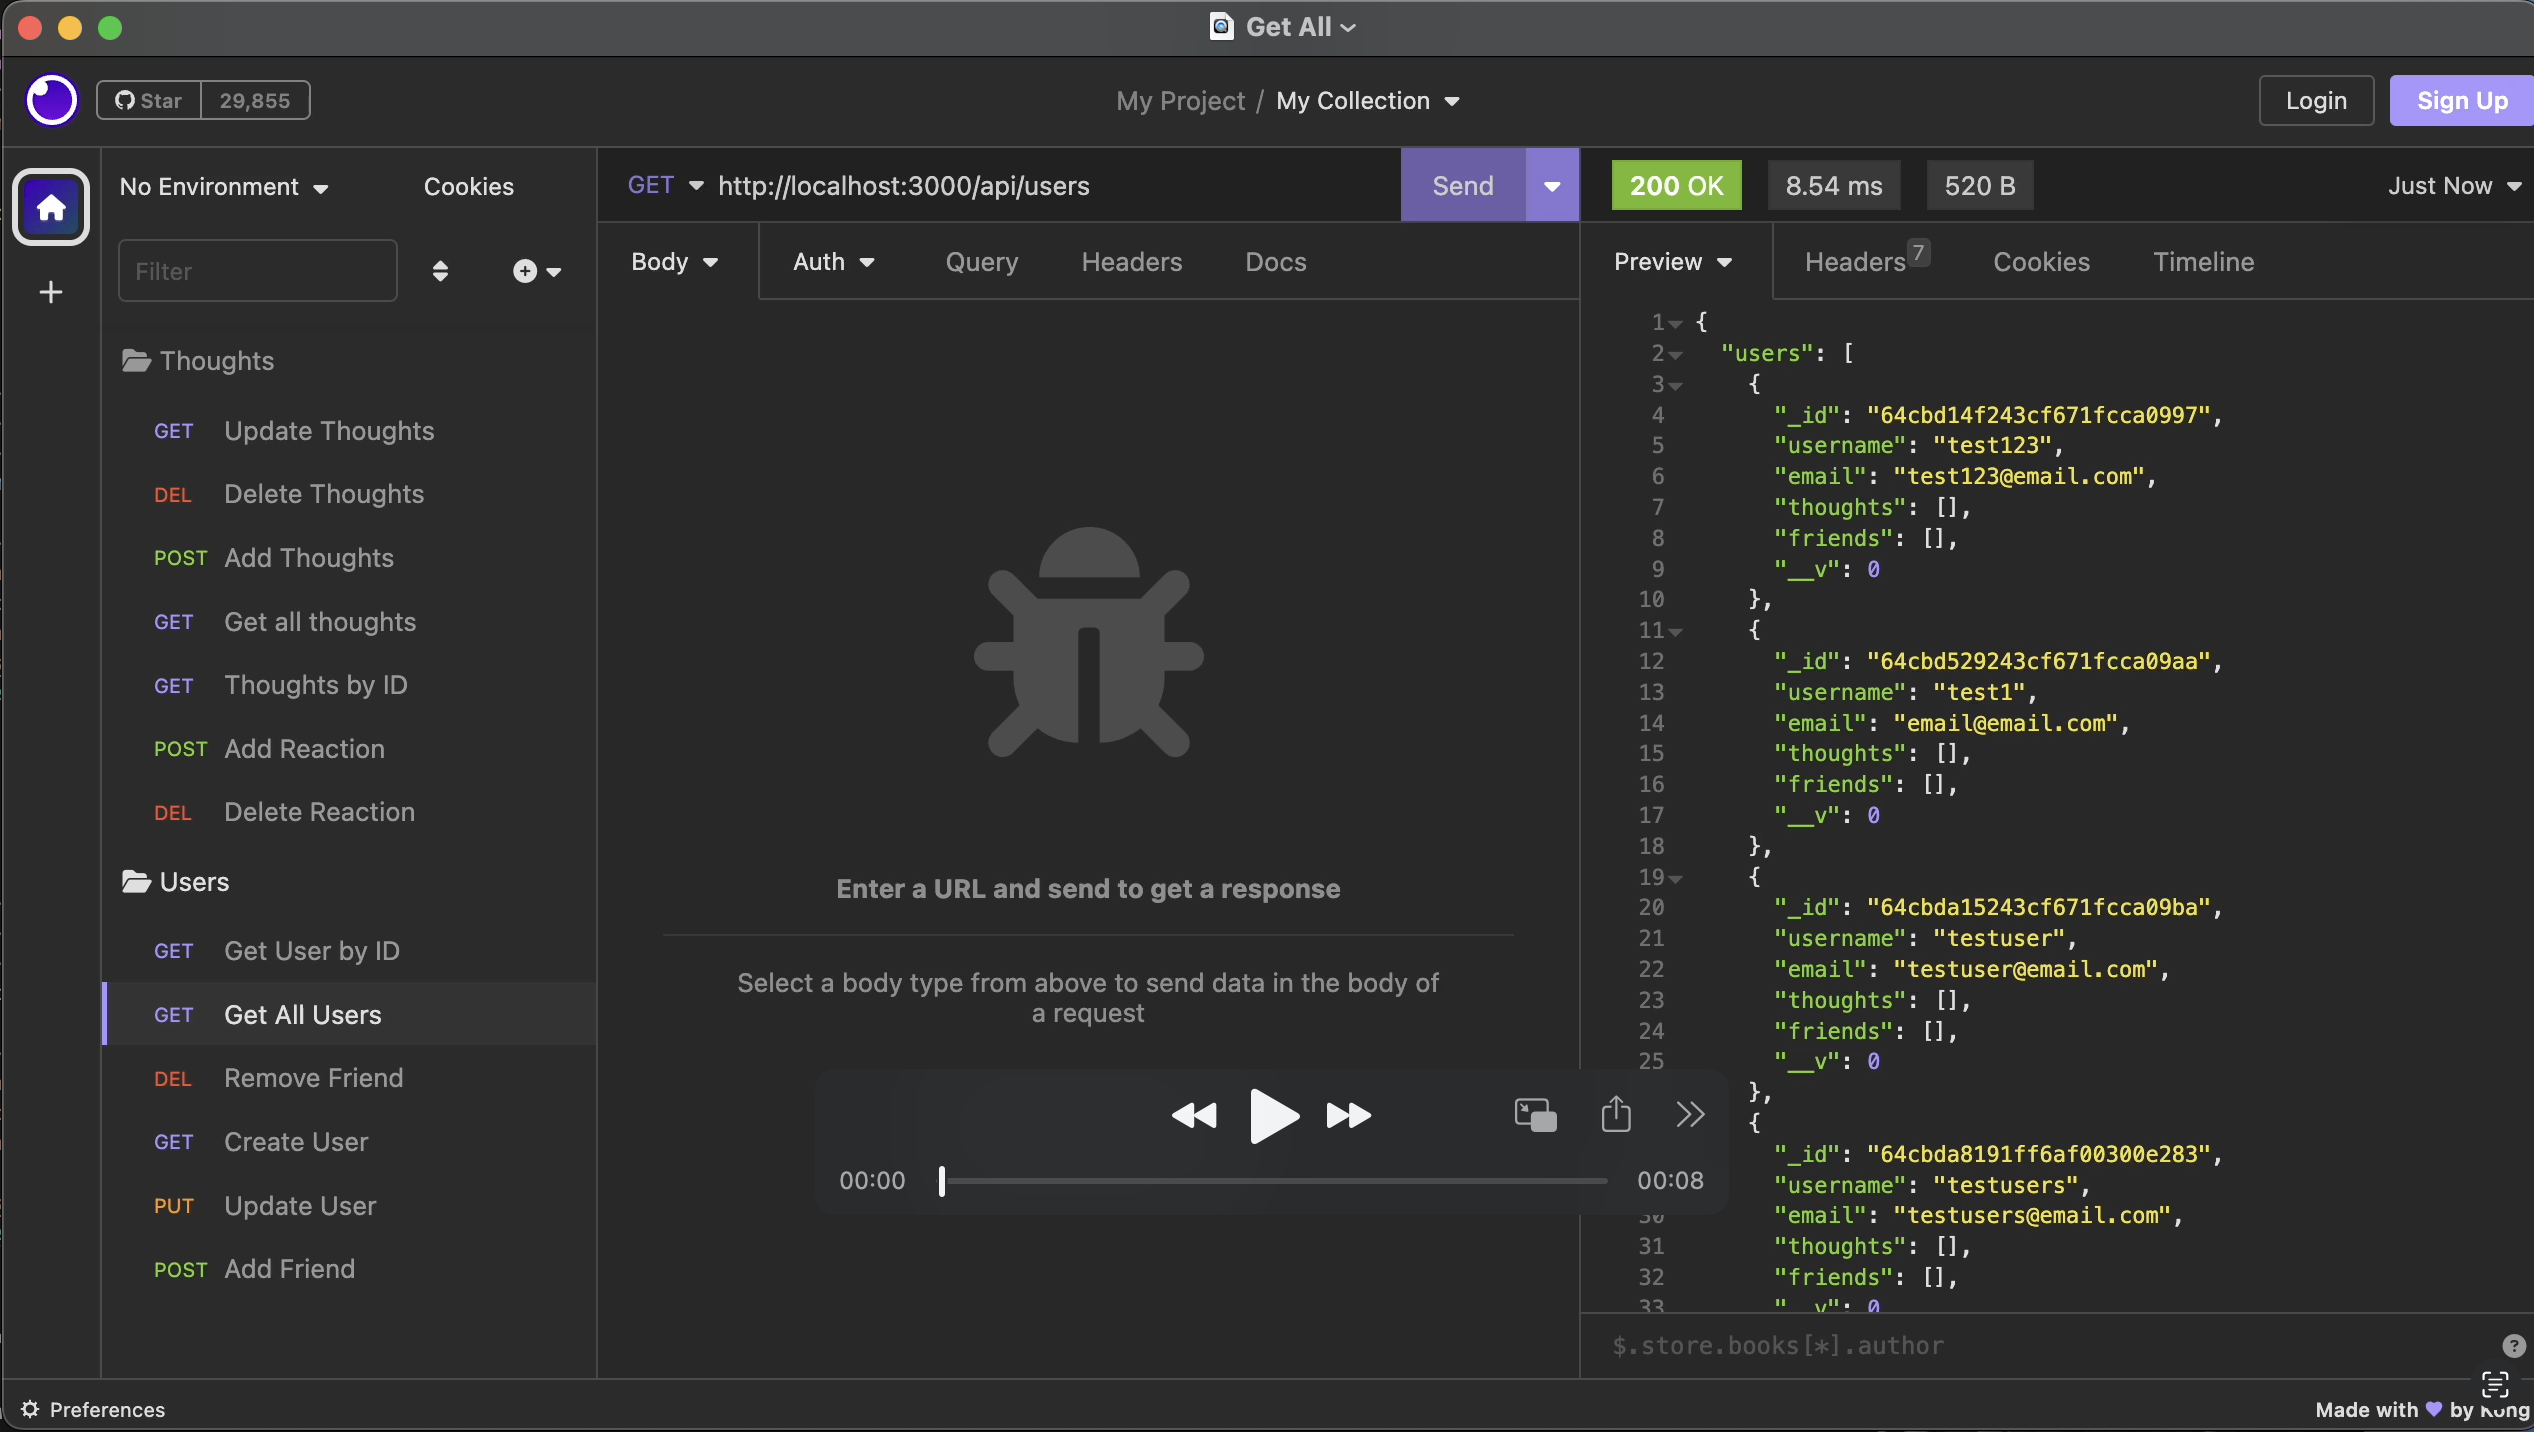 Get All
Star 29,855
My Project / My Collection
Login
Sign Up
No Environment
Cookies
Filter
Thoughts
GET Update Thoughts
DEL Delete Thoughts
POST Add Thoughts
GET Get all thoughts
GET Thoughts by ID
POST Add Reaction
DEL Delete Reaction
Users
GET Get User by ID
GET Get All Users
DEL Remove Friend
GET Create User
PUT Update User
POST Add Friend
GET http://localhost:3000/api/users
Send
Body
Auth
Query
Headers
Docs
Enter a URL and send to get a response
Select a body type from above to send data in the body of
a request
00:00
00:08
200 OK
8.54 ms
520 B
Just Now
Preview
Headers 7
Cookies
Timeline
1 {
2 "users": [
3 {
4 "_id": "64cbd14f243cf671fcca0997",
5 "username": "test123",
6 "email": "test123@email.com",
7 "thoughts": [],
8 "friends": [],
9 "__v": 0
10 },
11 {
12 "_id": "64cbd529243cf671fcca09aa",
13 "username": "test1",
14 "email": "email@email.com",
15 "thoughts": [],
16 "friends": [],
17 "__v": 0
18 },
19 {
20 "_id": "64cbda15243cf671fcca09ba",
21 "username": "testuser",
22 "email": "testuser@email.com",
23 "thoughts": [],
24 "friends": [],
25 "__v": 0
},
{
"_id": "64cbda8191ff6af00300e283",
"username": "testusers",
30 "email": "testusers@email.com",
31 "thoughts": [],
32 "friends": [],
33 "__v": 0
$.store.books[*].author
Preferences
Made with by Kong